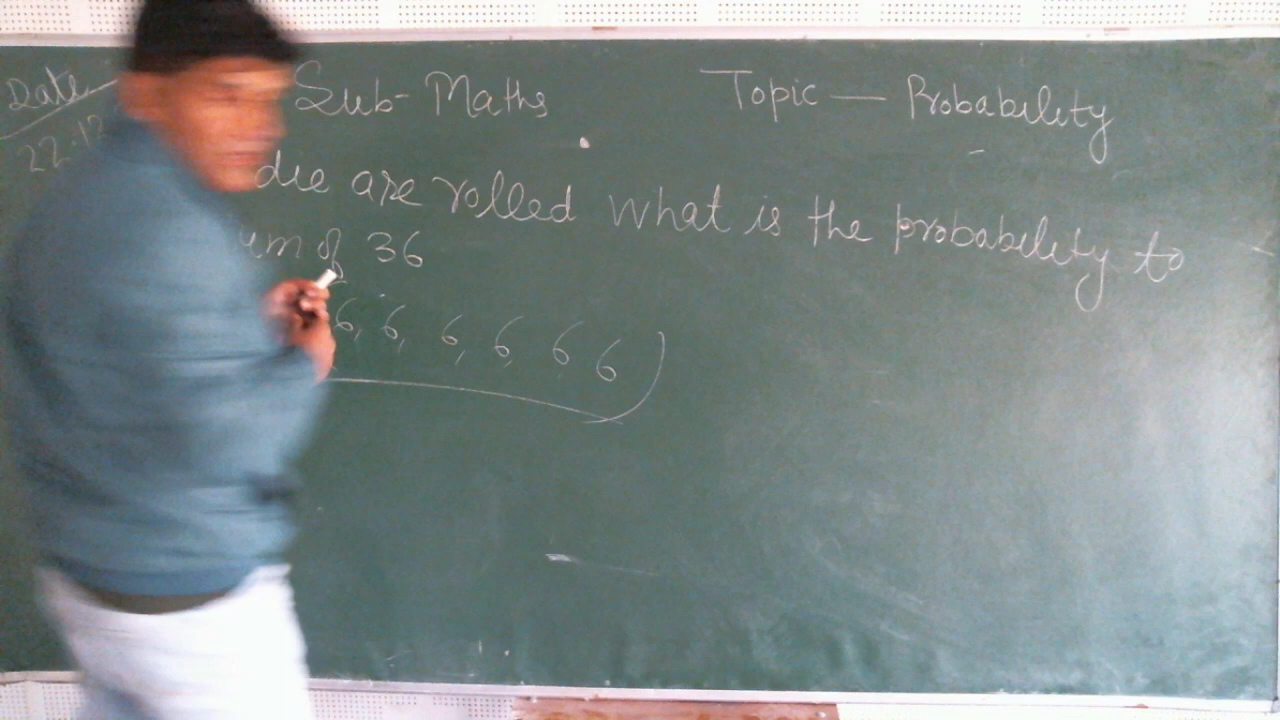 Date Sub- Maths Topic — Probability
22.12
die are rolled what is the probability to
um of 36
6, 6, 6, 6, 6 6)